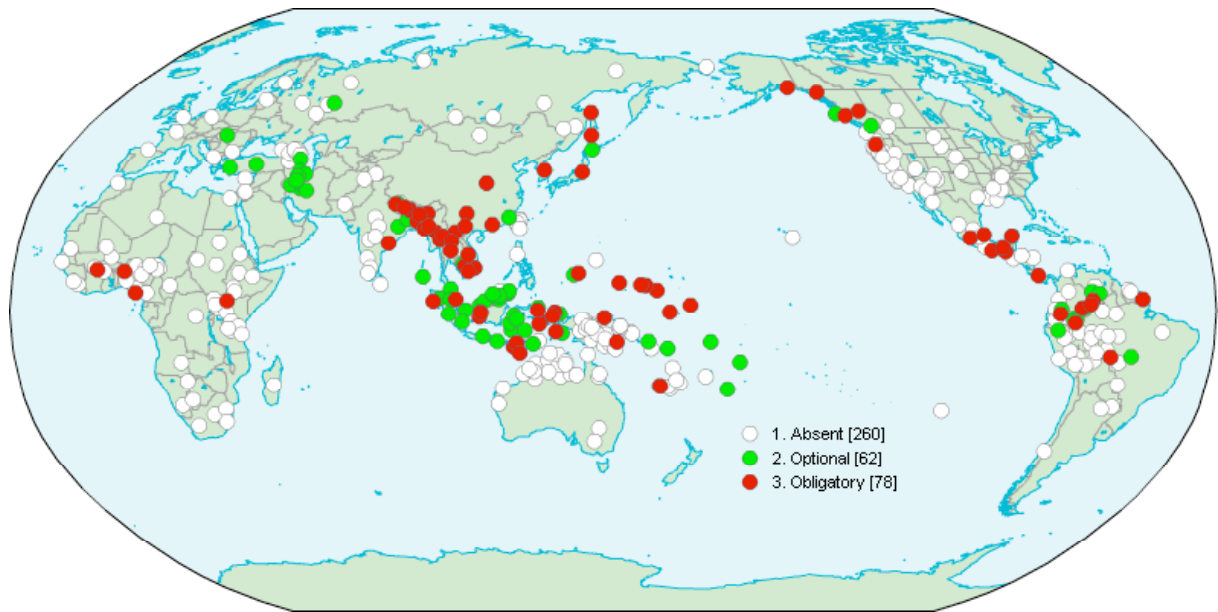 1. Absent [260]
2. Optional [62]
3. Obligatory [78]